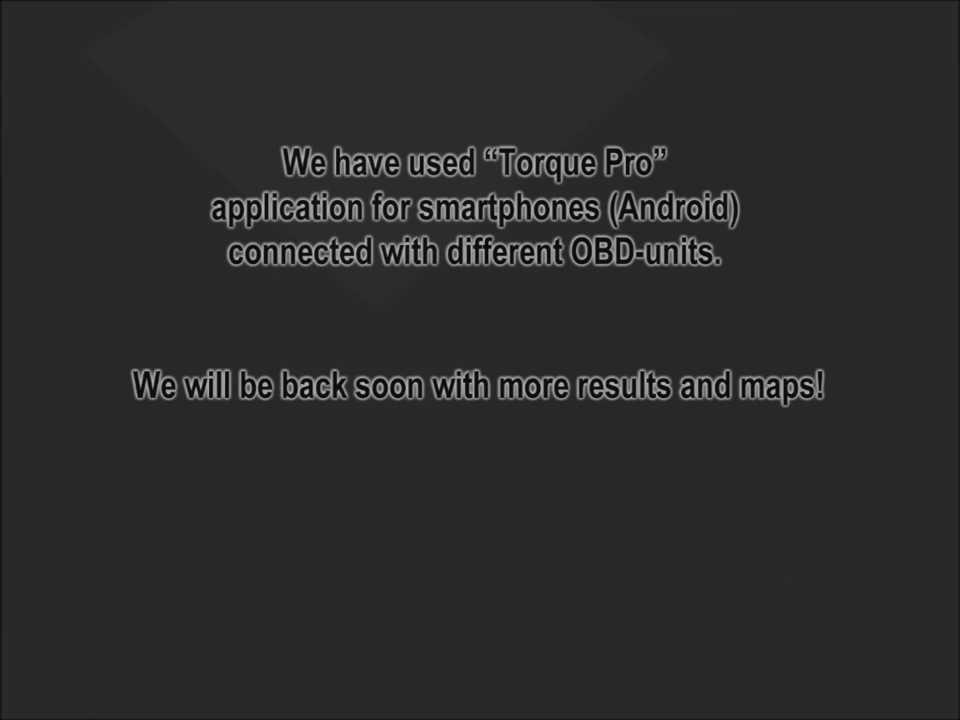 We have used “Torque Pro”
application for smartphones (Android)
connected with different OBD-units.
We will be back soon with more results and maps!